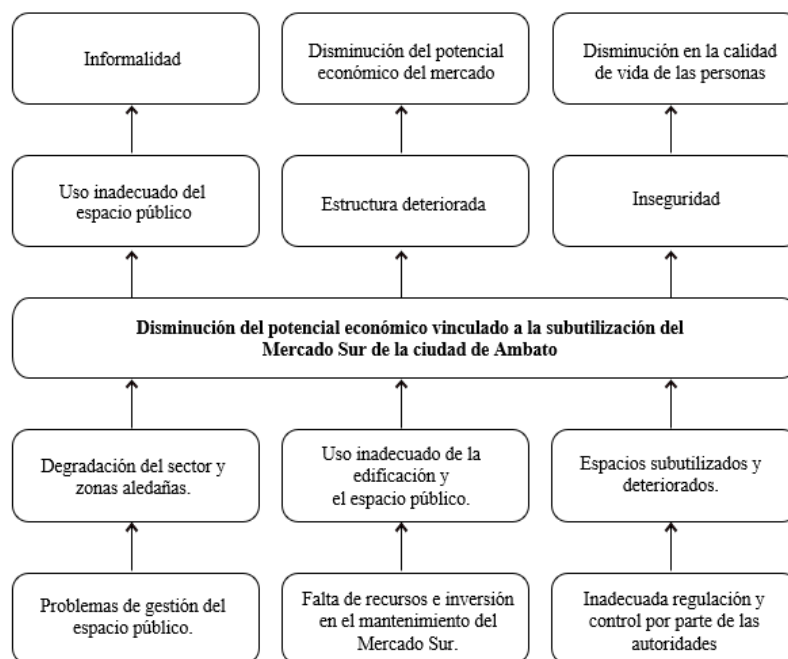 Informalidad
Disminución del potencial
económico del mercado
Disminución en la calidad
de vida de las personas
Uso inadecuado del
espacio público
Estructura deteriorada
Inseguridad
Disminución del potencial económico vinculado a la subutilización del
Mercado Sur de la ciudad de Ambato
Degradación del sector y
zonas aledañas.
Uso inadecuado de la
edificación y
el espacio público.
Espacios subutilizados y
deteriorados.
Problemas de gestión del
espacio público.
Falta de recursos e inversión
en el mantenimiento del
Mercado Sur.
Inadecuada regulación y
control por parte de las
autoridades